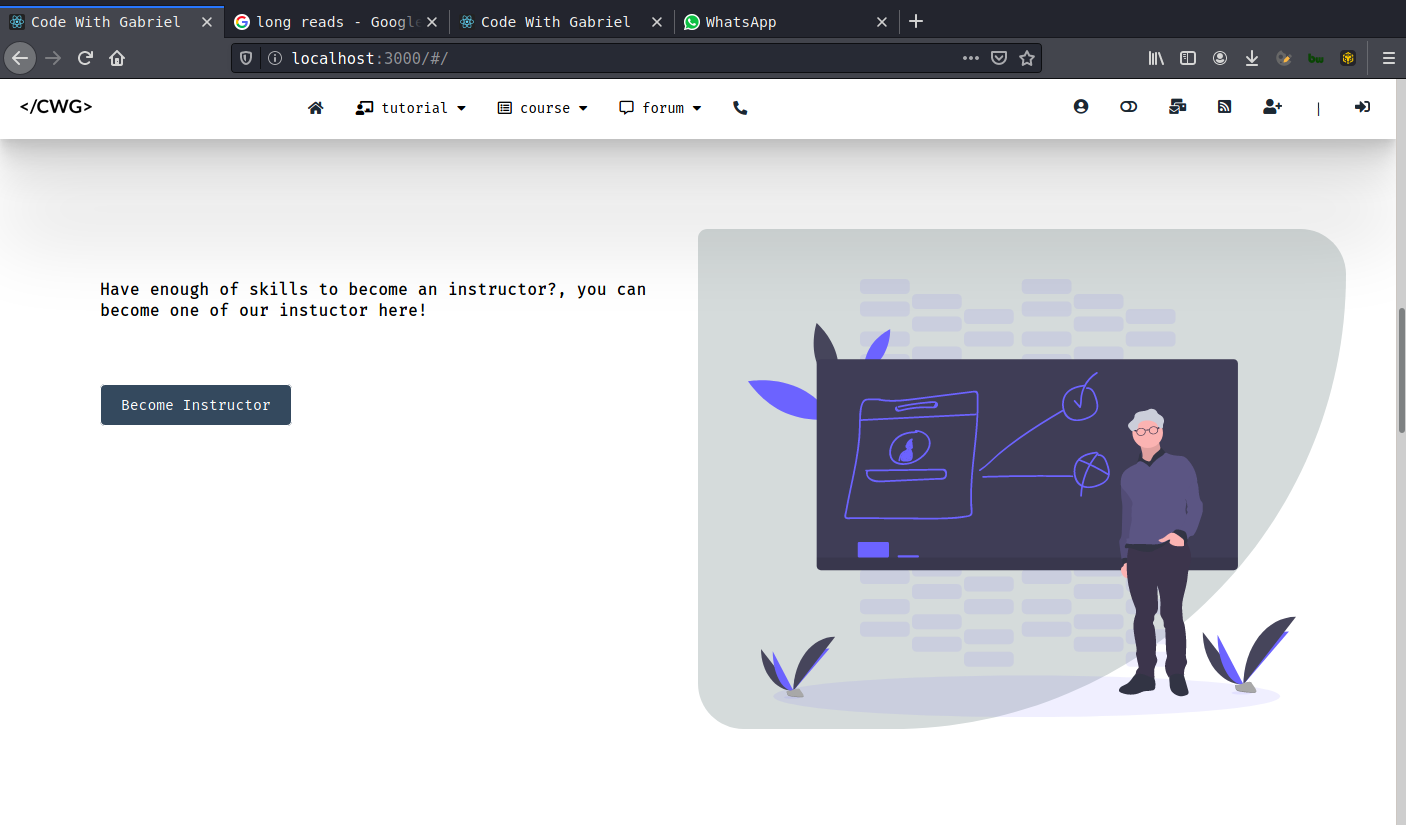 Code With Gabriel
long reads - Google
Code With Gabriel
WhatsApp
localhost:3000/#/
</CWG>
tutorial
course
forum
|
Have enough of skills to become an instructor?, you can
become one of our instuctor here!
Become Instructor